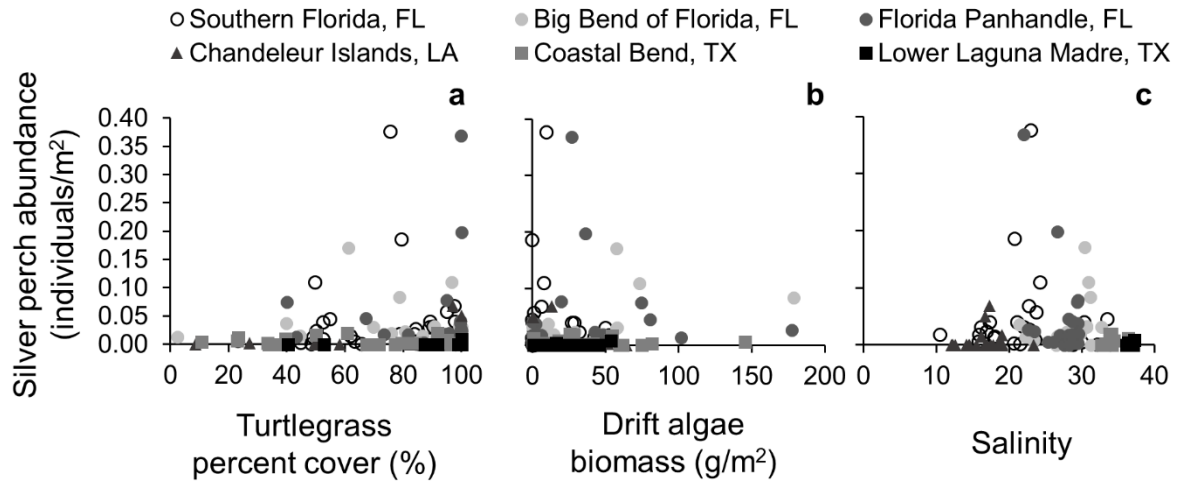 Southern Florida, FL Big Bend of Florida, FL Florida Panhandle, FL
Chandeleur Islands, LA Coastal Bend, TX Lower Laguna Madre, TX
a b c
Silver perch abundance
(individuals/m²)
0.40
0.35
0.30
0.25
0.20
0.15
0.10
0.05
0.00
0 20 40 60 80 100 0 50 100 150 200 0 10 20 30 40
Turtlegrass
percent cover (%)
Drift algae
biomass (g/m²)
Salinity